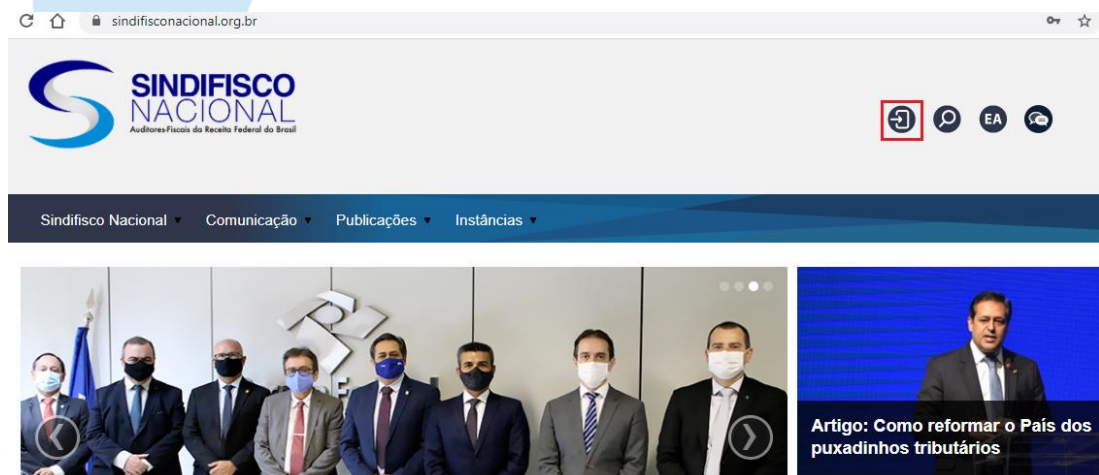 sindifisconacional.org.br
SINDIFISCO
NACIONAL
Auditores-Fiscais da Receita Federal do Brasil
EA
Sindifisco Nacional
Comunicação
Publicações
Instâncias
Artigo: Como reformar o País dos
puxadinhos tributários